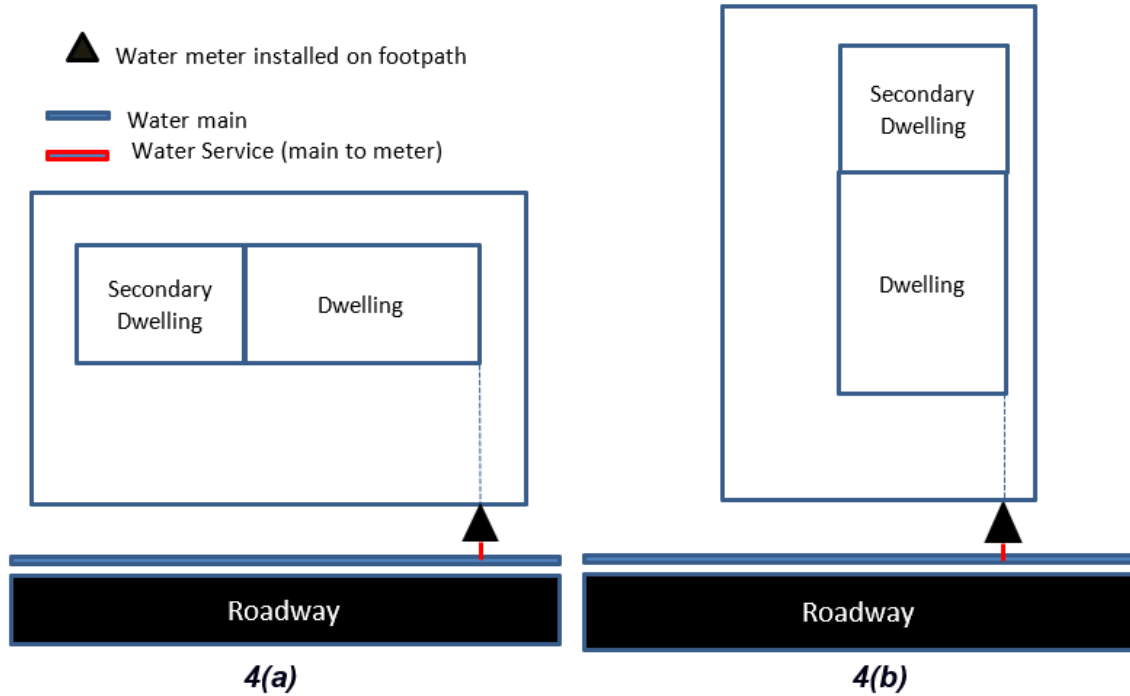 Water meter installed on footpath
Water main
Water Service (main to meter)
Secondary
Dwelling
Dwelling
Roadway
4(a)
Secondary
Dwelling
Dwelling
Roadway
4(b)